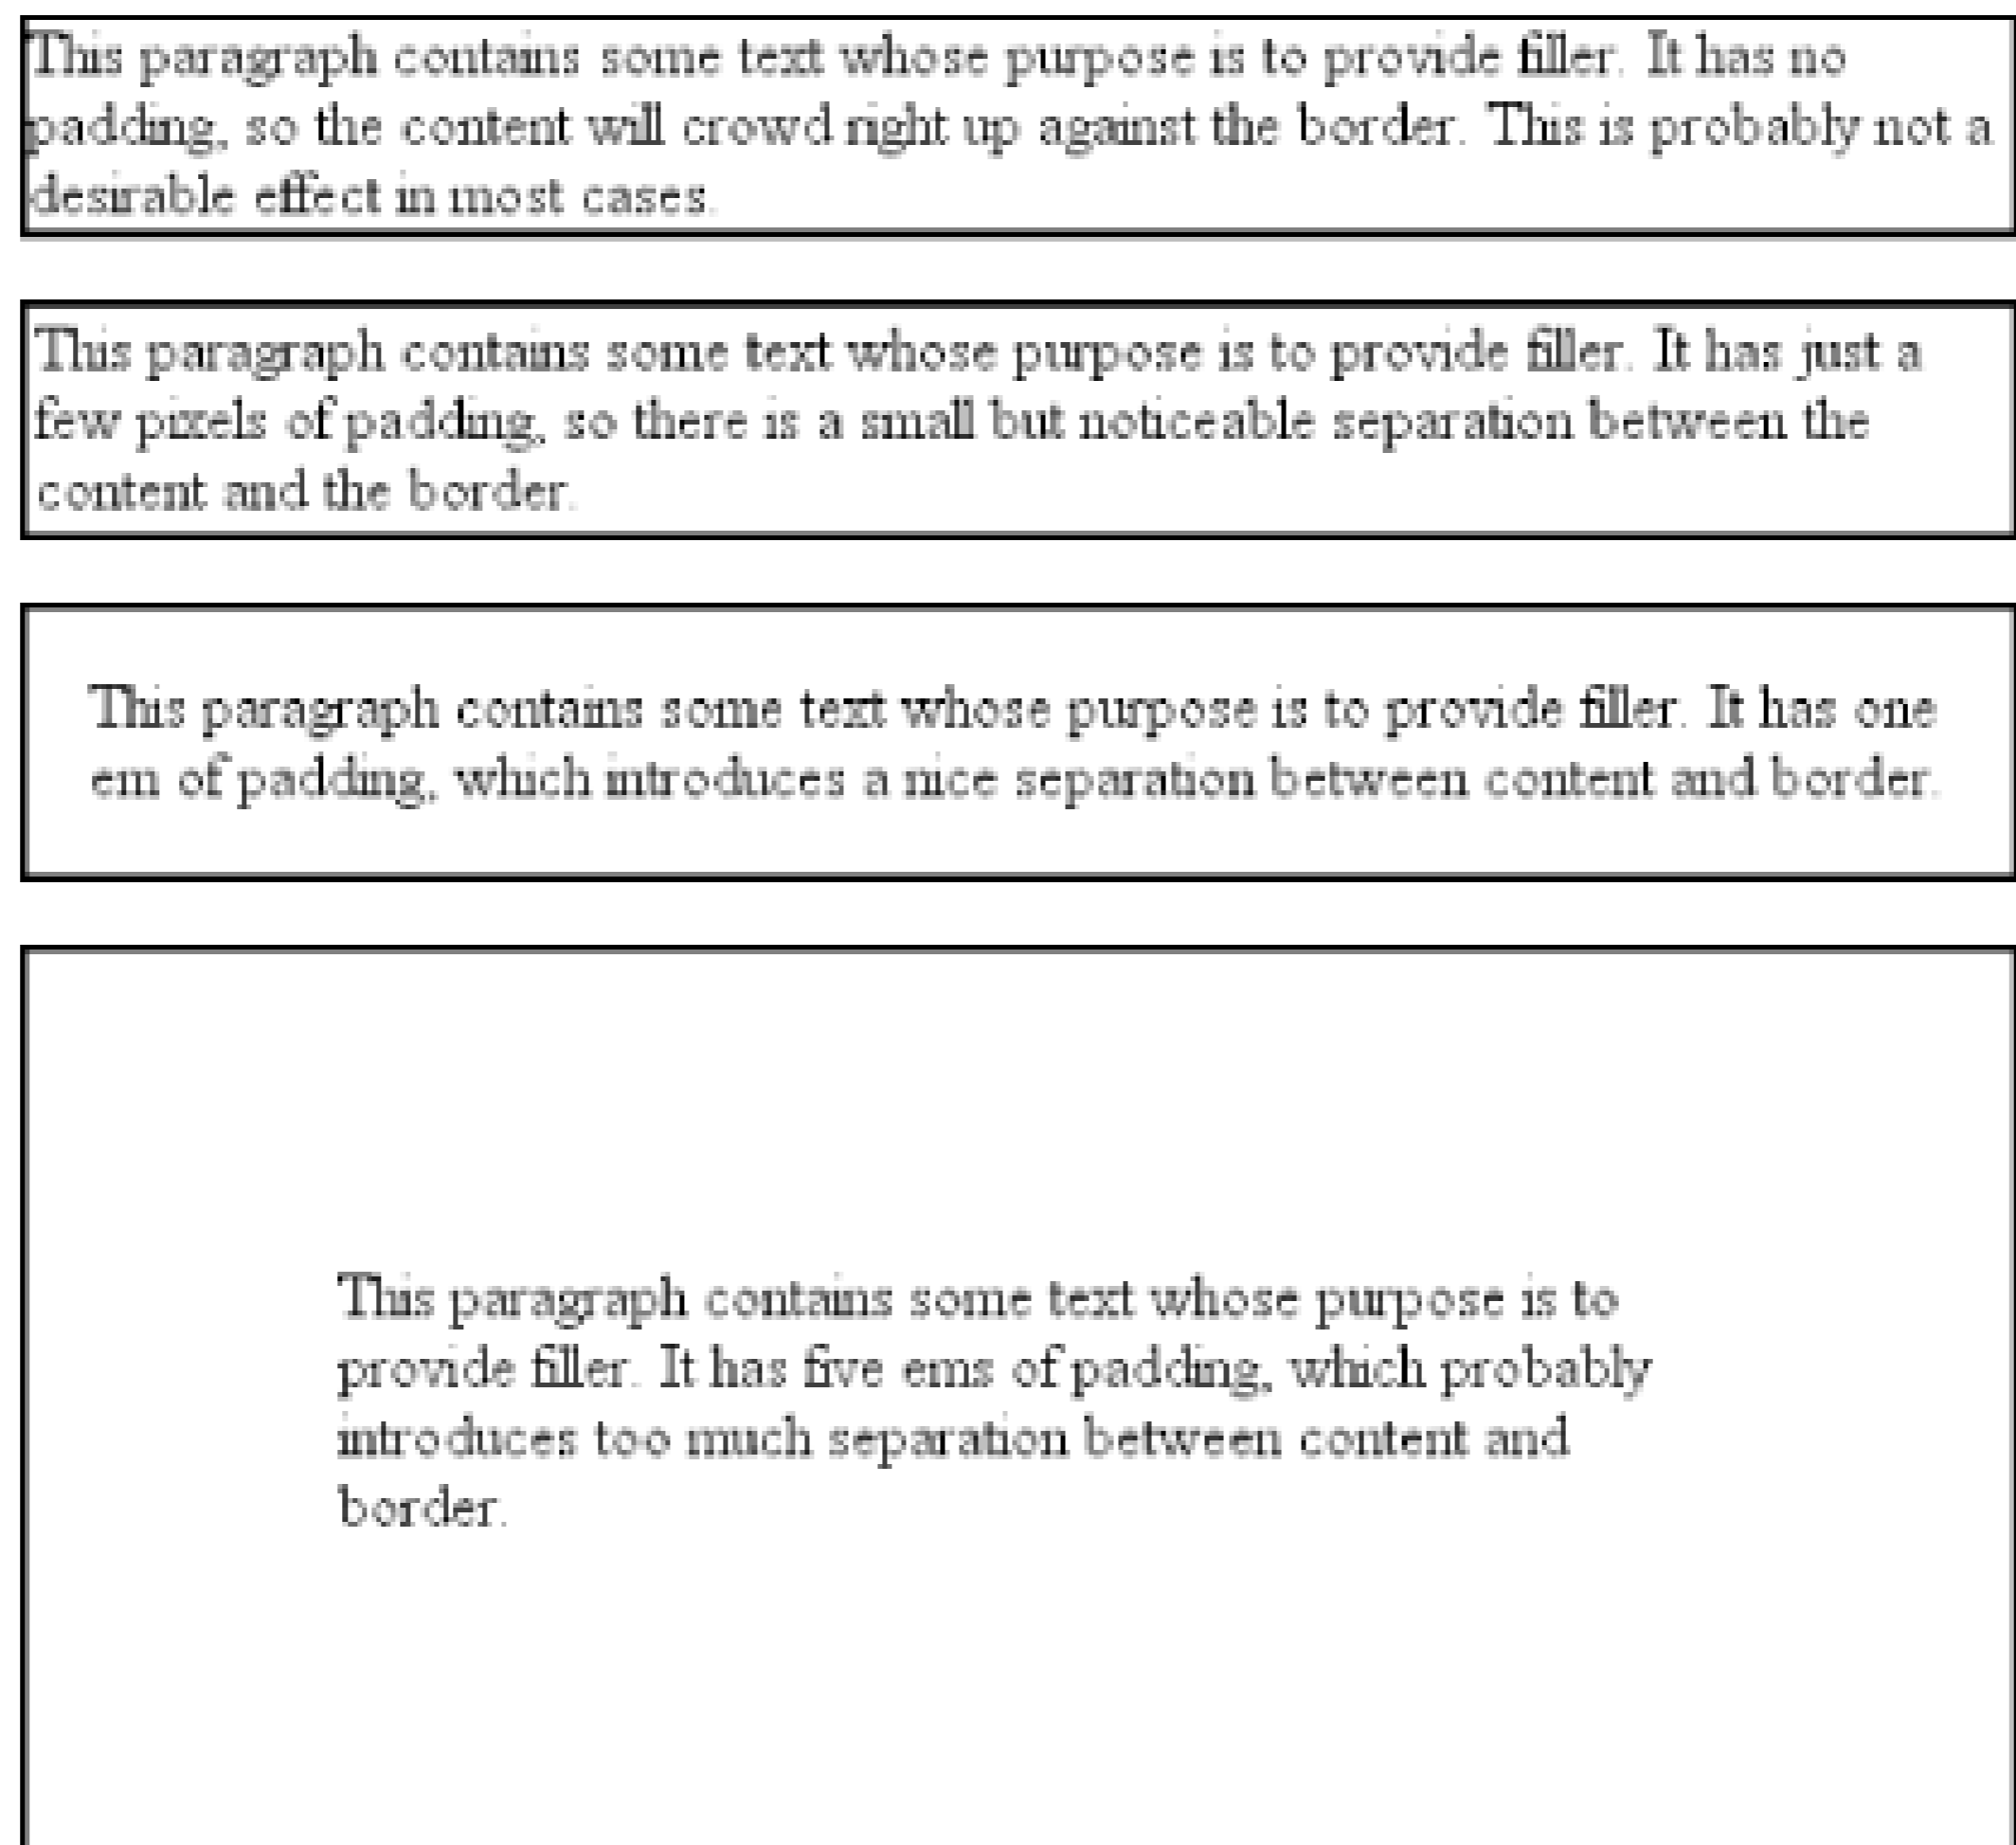 This paragraph contains some text whose purpose is to provide filler. It has no
padding, so the content will crowd right up against the border. This is probably not a
desirable effect in most cases.
This paragraph contains some text whose purpose is to provide filler. It has just a
few pixels of padding, so there is a small but noticeable separation between the
content and the border.
This paragraph contains some text whose purpose is to provide filler. It has one
em of padding, which introduces a nice separation between content and border.
This paragraph contains some text whose purpose is to
provide filler. It has five ems of padding, which probably
introduces too much separation between content and
border.